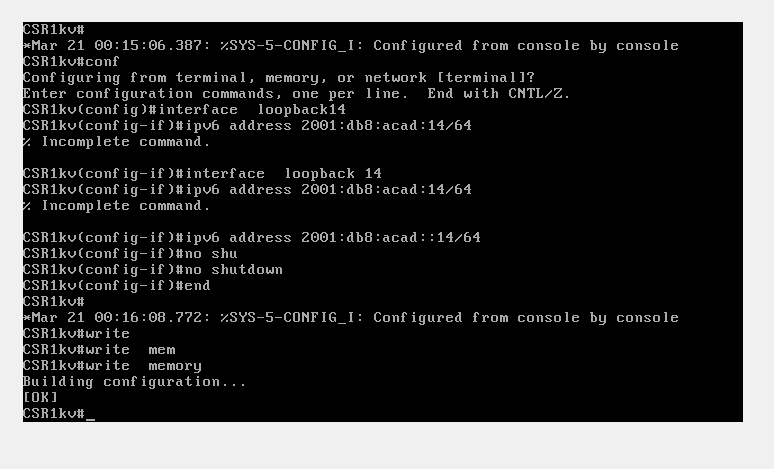 CSR1kv#
*Mar 21 00:15:06.387: %SYS-5-CONFIG_I: Configured from console by console
CSR1kv#conf
Configuring from terminal, memory, or network [terminal]?
Enter configuration commands, one per line.  End with CNTL/Z.
CSR1kv(config)#interface  loopback14
CSR1kv(config-if)#ipv6 address 2001:db8:acad:14/64
% Incomplete command.

CSR1kv(config-if)#interface  loopback 14
CSR1kv(config-if)#ipv6 address 2001:db8:acad:14/64
% Incomplete command.

CSR1kv(config-if)#ipv6 address 2001:db8:acad::14/64
CSR1kv(config-if)#no shu
CSR1kv(config-if)#no shutdown
CSR1kv(config-if)#end
CSR1kv#
*Mar 21 00:16:08.772: %SYS-5-CONFIG_I: Configured from console by console
CSR1kv#write
CSR1kv#write  mem
CSR1kv#write  memory
Building configuration...
[OK]
CSR1kv#_